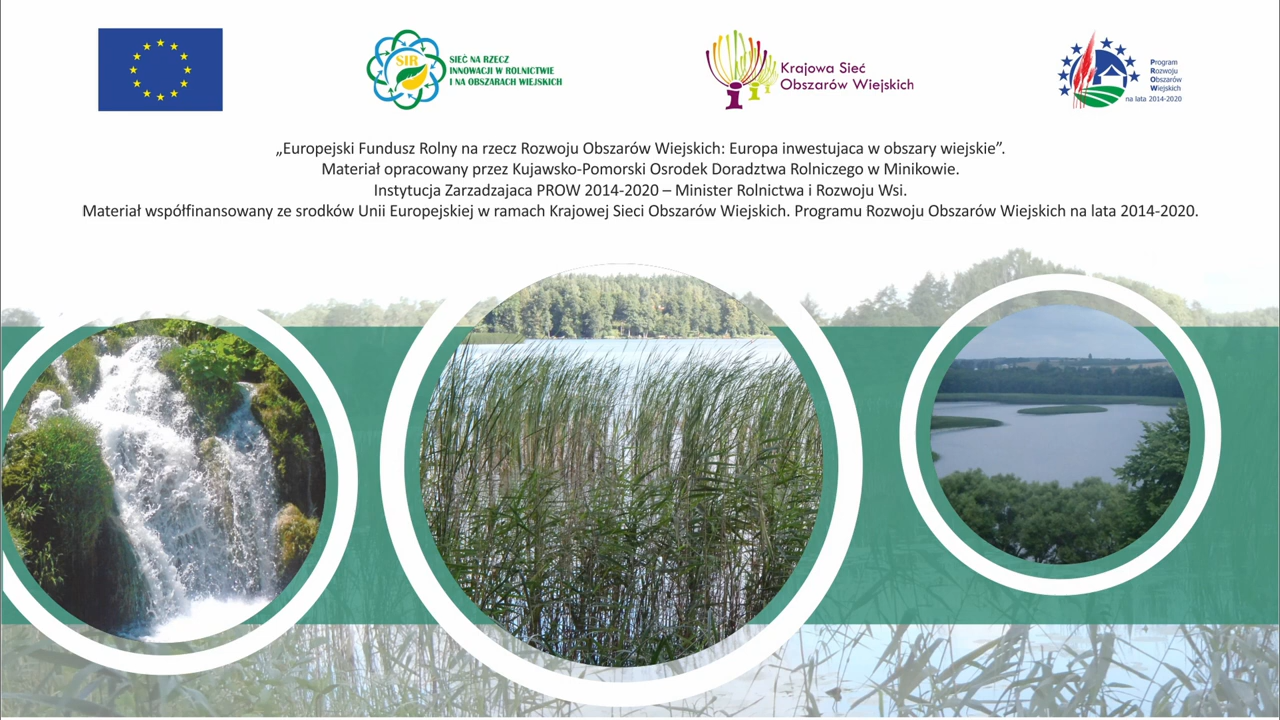 SIR
SIEĆ NA RZECZ
INNOWACJI W ROLNICTWIE
I NA OBSZARACH WIEJSKICH
Krajowa Sieć
Obszarów Wiejskich
Program
Rozwoju
Obszarów
Wiejskich
na lata 2014-2020
„Europejski Fundusz Rolny na rzecz Rozwoju Obszarów Wiejskich: Europa inwestujaca w obszary wiejskie”.
Materiał opracowany przez Kujawsko-Pomorski Osrodek Doradztwa Rolniczego w Minikowie.
Instytucja Zarzadzajaca PROW 2014-2020 – Minister Rolnictwa i Rozwoju Wsi.
Materiał współfinansowany ze srodków Unii Europejskiej w ramach Krajowej Sieci Obszarów Wiejskich. Programu Rozwoju Obszarów Wiejskich na lata 2014-2020.